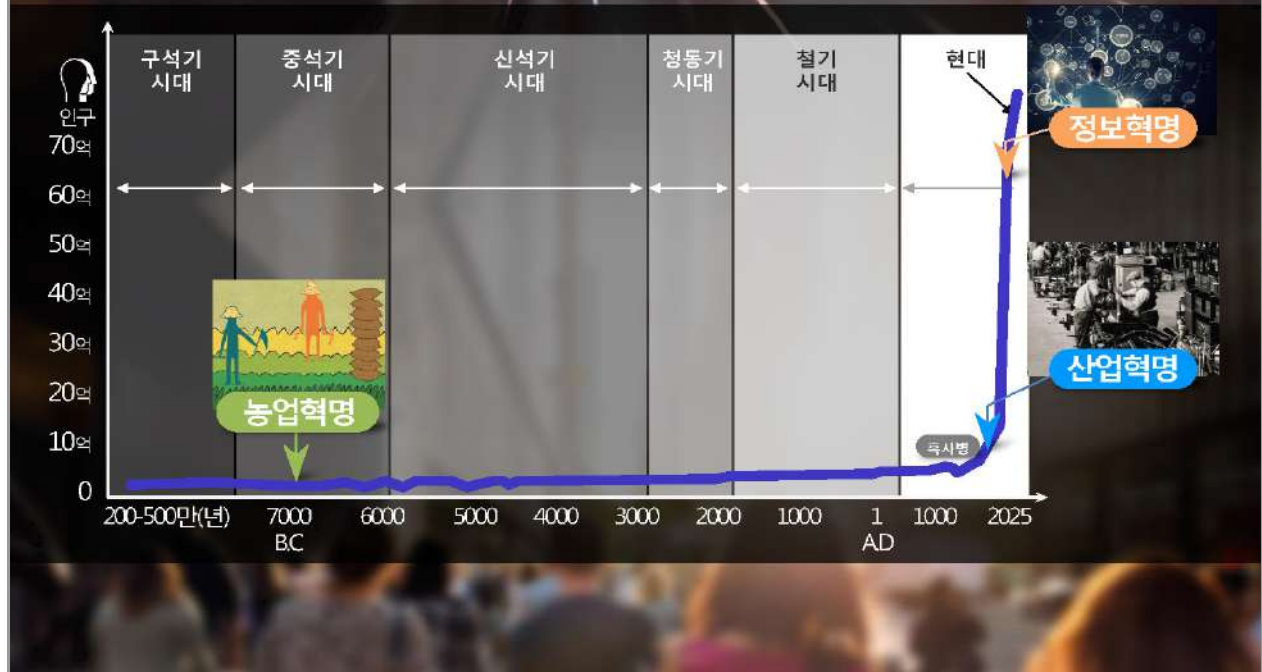 구석기
시대
중석기
시대
신석기
시대
청동기
시대
철기
시대
현대
인구
70억
60억
50억
40억
30억
20억
10억
0
정보혁명
산업혁명
농업혁명
흑사병
200-500만(년)
7000
6000
5000
4000
3000
2000
1000
1
1000
2025
B.C
A.D